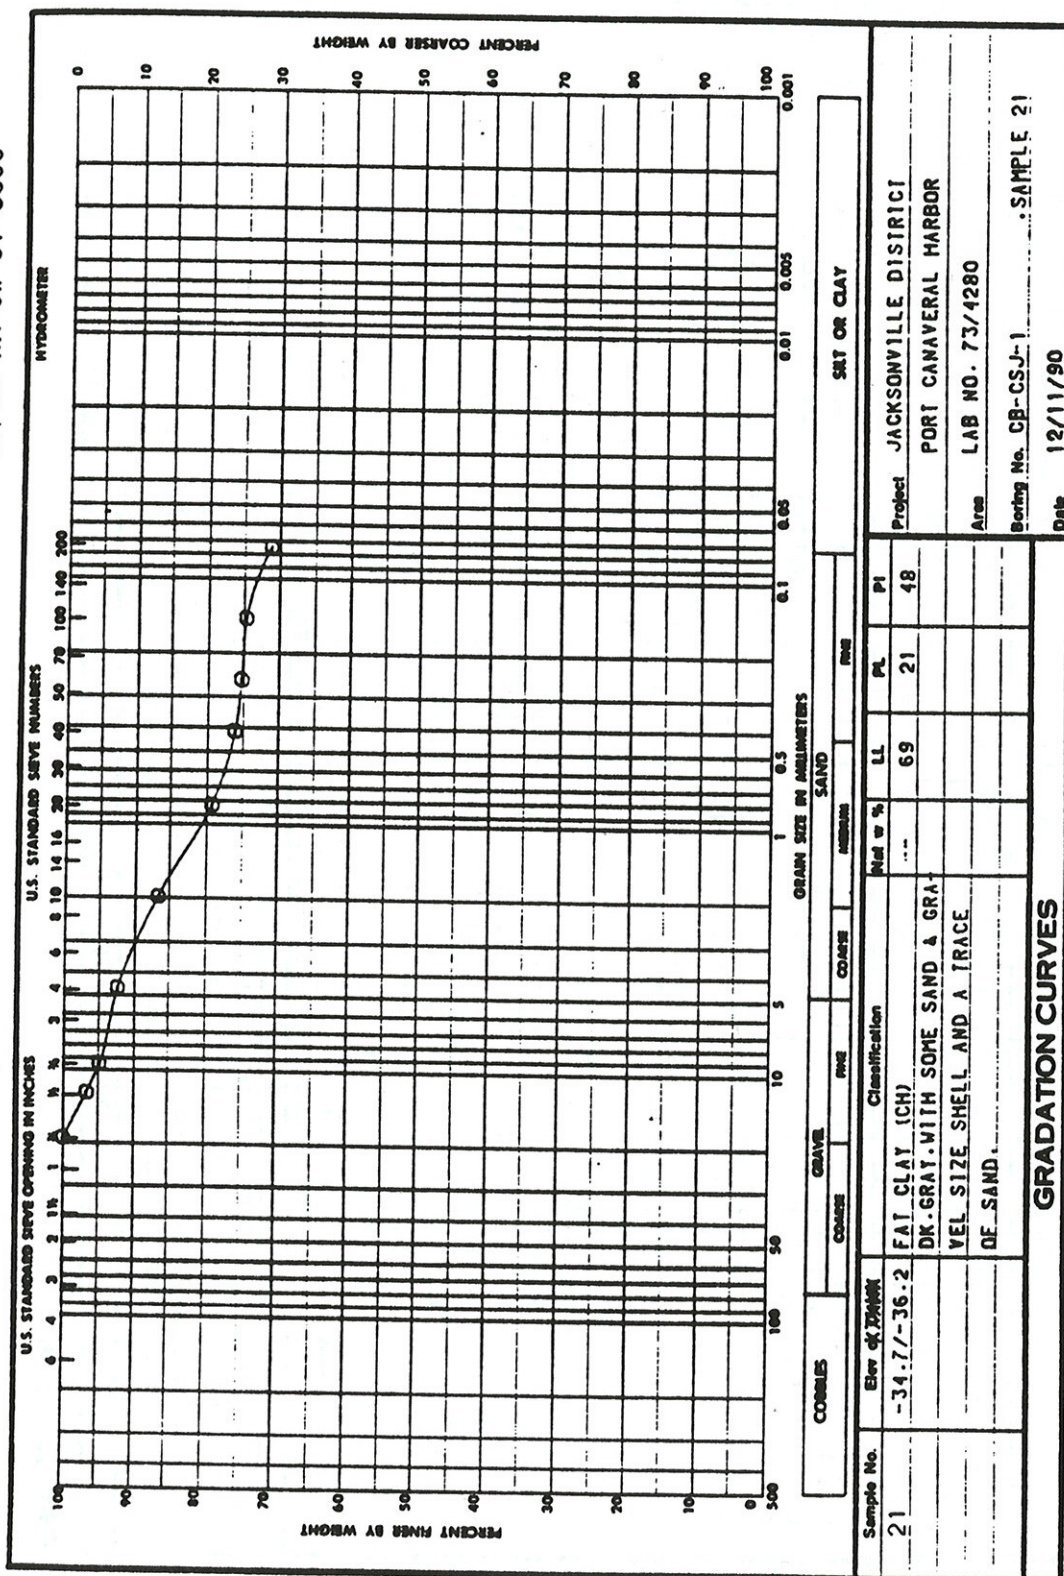 U.S. STANDARD SIEVE OPENING IN INCHES U.S. STANDARD SIEVE NUMBERS HYDROMETER
6 4 3 2 1½ 1 ¾ ½ ⅜ 3 4 6 8 10 14 16 20 30 40 50 70 100 140 200
100 0
90 10
80 20
70 30
60 40
50 50
40 60
30 70
20 80
10 90
0 100
PERCENT FINER BY WEIGHT
PERCENT COARSER BY WEIGHT
500 100 50 10 5 1 0.5 0.1 0.05 0.01 0.005 0.001
GRAIN SIZE IN MILLIMETERS
COBBLES GRAVEL SAND SILT OR CLAY
COARSE FINE COARSE MEDIUM FINE
Sample No. Elev Classification Nat w % LL PL PI
21 -34.7/-36.2 FAT CLAY (CH) --- 69 21 48
DK.GRAY.WITH SOME SAND & GRA-
VEL SIZE SHELL AND A TRACE
OF SAND.
Project JACKSONVILLE DISTRICT
PORT CANAVERAL HARBOR
Area LAB NO. 73/4280
Boring No. CB-CSJ-1 .SAMPLE 21
Date 12/11/90
GRADATION CURVES